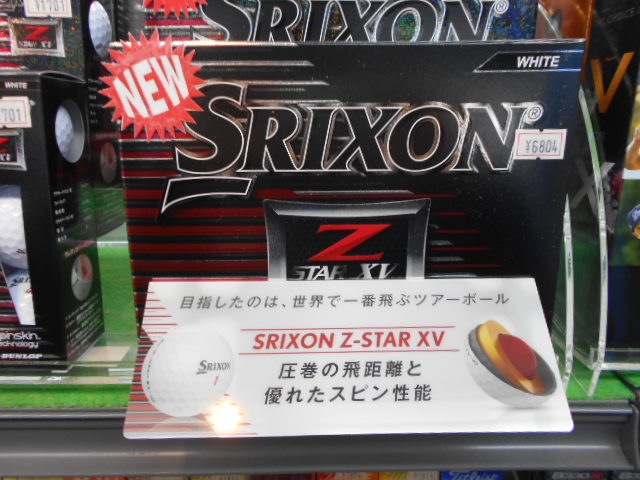 ¥1701
Z
SRIXON
WHITE
1701
NEW
WHITE
SRIXON
¥6804
Z
STAR XV
目指したのは、世界で一番飛ぶツアーボール
SRIXON Z-STAR XV
圧巻の飛距離と
優れたスピン性能
SRIXON
DUNLOP